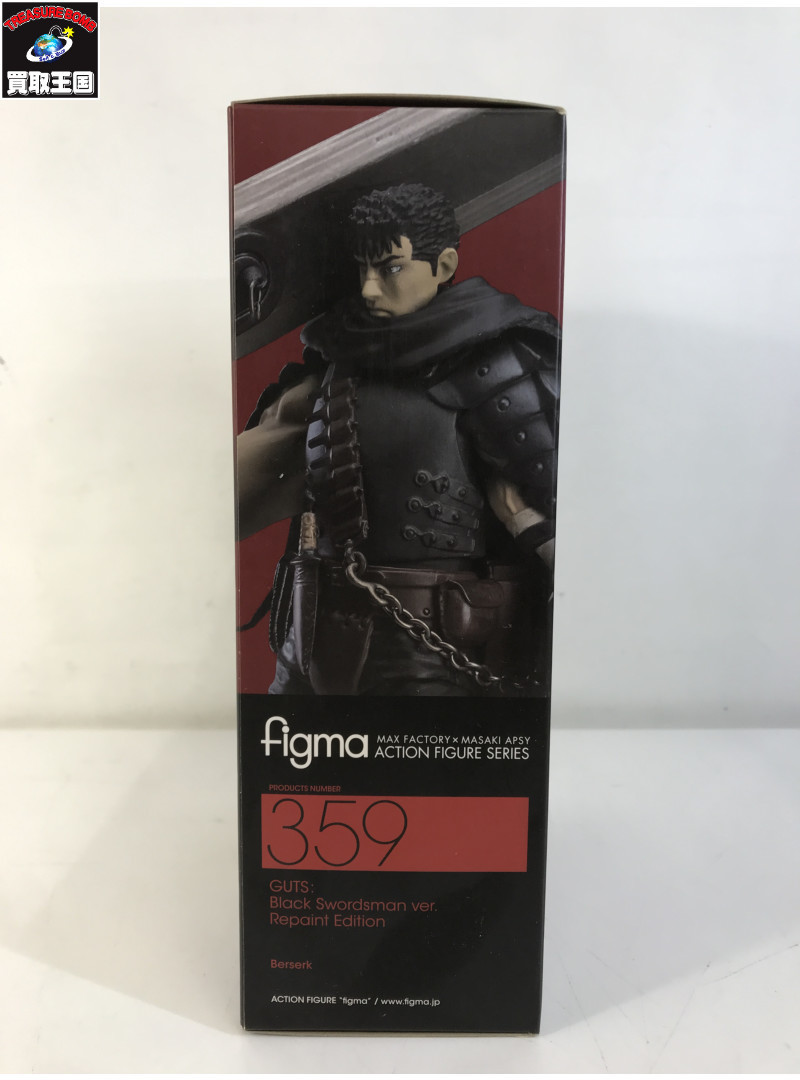 TREASURE BOMB
買取王国
figma
MAX FACTORY × MASAKI APSY
ACTION FIGURE SERIES
PRODUCTS NUMBER
359
GUTS:
Black Swordsman ver.
Repaint Edition
Berserk
ACTION FIGURE "figma" / www.figma.jp